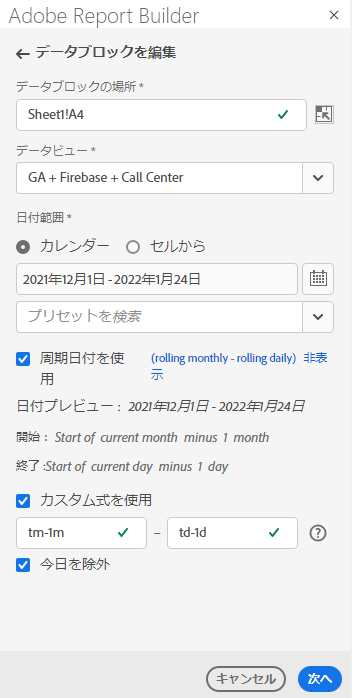 Adobe Report Builder ×
← データブロックを編集
データブロックの場所 *
Sheet1!A4
データビュー *
GA + Firebase + Call Center
日付範囲 *
カレンダー セルから
2021年12月1日 - 2022年1月24日
プリセットを検索
周期日付を使用 (rolling monthly - rolling daily) 非表示
日付プレビュー： 2021年12月1日 - 2022年1月24日
開始： Start of current month minus 1 month
終了 :Start of current day minus 1 day
カスタム式を使用
tm-1m – td-1d ?
今日を除外
キャンセル 次へ